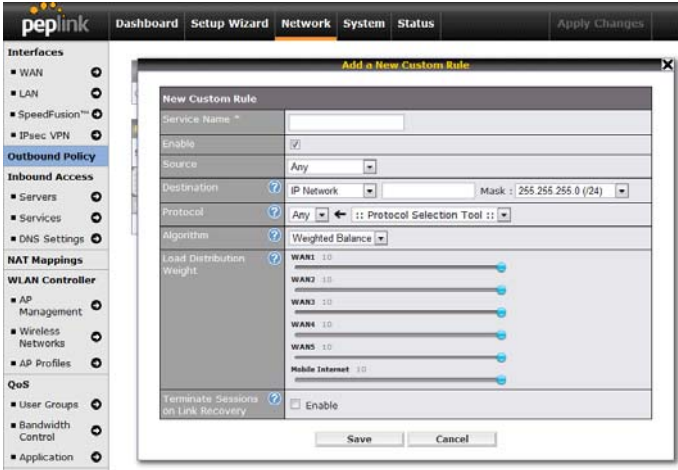 peplink
Dashboard Setup Wizard Network System Status Apply Changes
Interfaces
WAN
LAN
SpeedFusion™
IPsec VPN
Outbound Policy
Inbound Access
Servers
Services
DNS Settings
NAT Mappings
WLAN Controller
AP
Management
Wireless
Networks
AP Profiles
QoS
User Groups
Bandwidth
Control
Application
Add a New Custom Rule
X
New Custom Rule
Service Name *
Enable
Source Any
Destination ? IP Network Mask : 255.255.255.0 (/24)
Protocol ? Any ← :: Protocol Selection Tool ::
Algorithm ? Weighted Balance
Load Distribution ?
Weight
WAN1 10
WAN2 10
WAN3 10
WAN4 10
WAN5 10
Mobile Internet 10
Terminate Sessions ?
on Link Recovery
Enable
Save Cancel